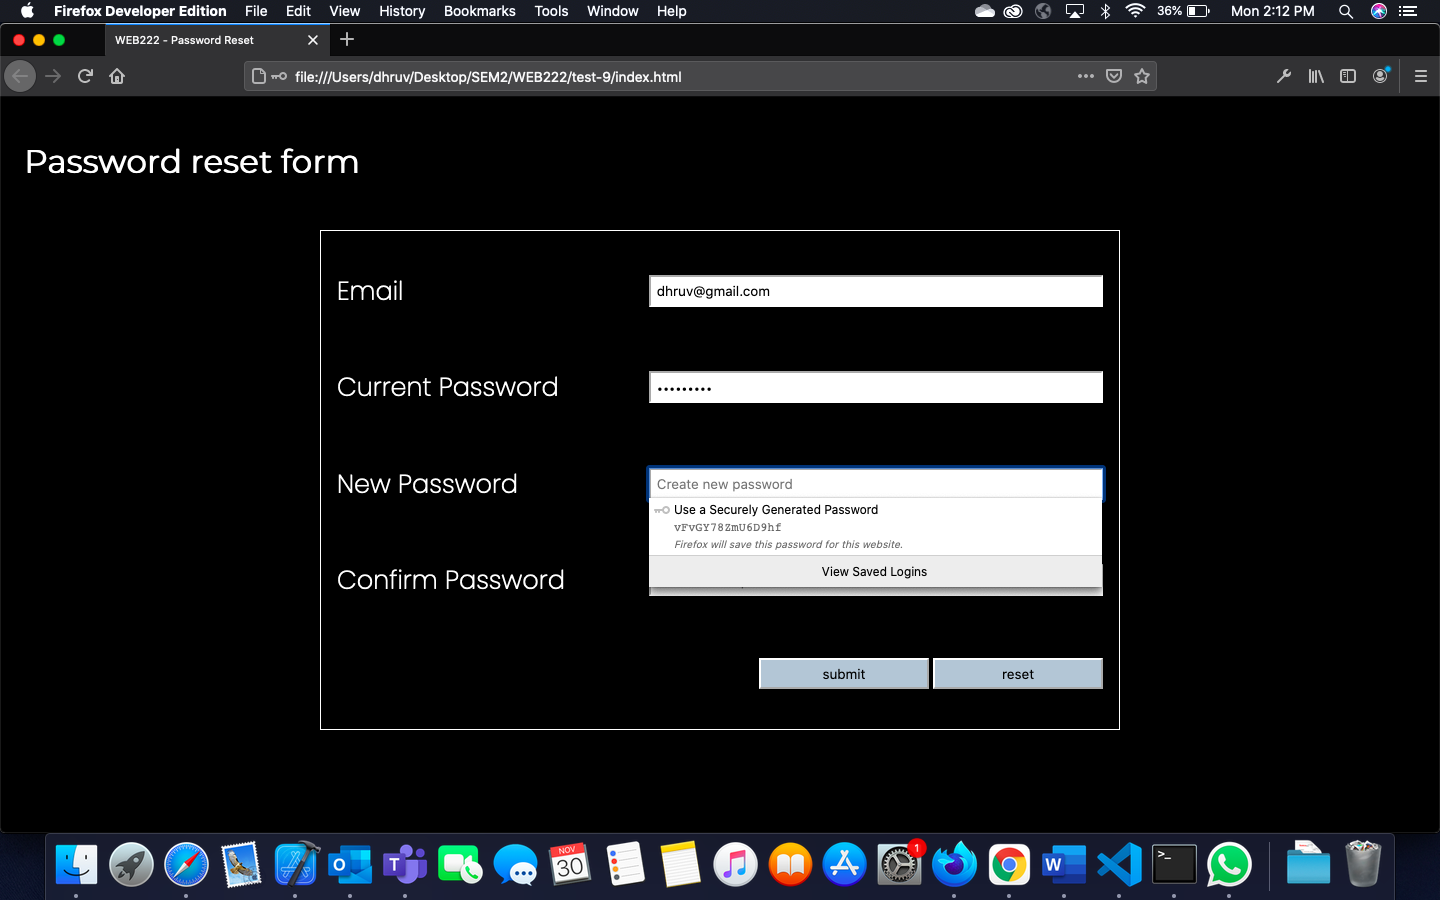 Firefox Developer Edition File Edit View History Bookmarks Tools Window Help 36% Mon 2:12 PM
WEB222 - Password Reset
file:///Users/dhruv/Desktop/SEM2/WEB222/test-9/index.html
Password reset form
Email dhruv@gmail.com
Current Password •••••••••
New Password Create new password
Use a Securely Generated Password
vFvGY78ZmU6D9hf
Firefox will save this password for this website.
View Saved Logins
Confirm Password
submit reset
NOV
30
1